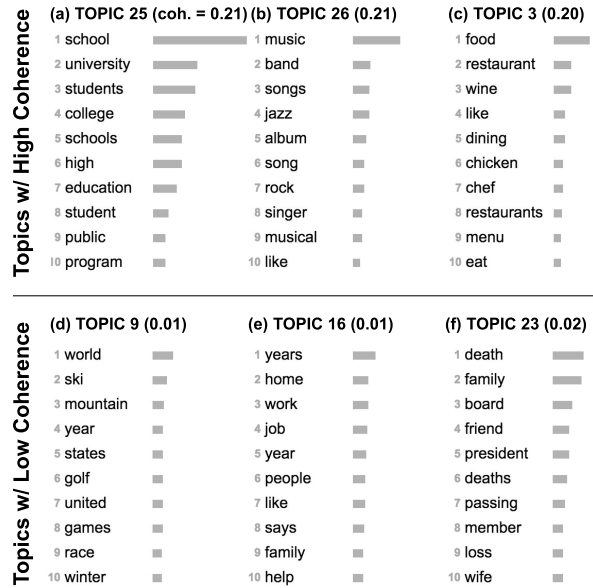 Topics w/ High Coherence
(a) TOPIC 25 (coh. = 0.21)
1 school
2 university
3 students
4 college
5 schools
6 high
7 education
8 student
9 public
10 program
(b) TOPIC 26 (0.21)
1 music
2 band
3 songs
4 jazz
5 album
6 song
7 rock
8 singer
9 musical
10 like
(c) TOPIC 3 (0.20)
1 food
2 restaurant
3 wine
4 like
5 dining
6 chicken
7 chef
8 restaurants
9 menu
10 eat
Topics w/ Low Coherence
(d) TOPIC 9 (0.01)
1 world
2 ski
3 mountain
4 year
5 states
6 golf
7 united
8 games
9 race
10 winter
(e) TOPIC 16 (0.01)
1 years
2 home
3 work
4 job
5 year
6 people
7 like
8 says
9 family
10 help
(f) TOPIC 23 (0.02)
1 death
2 family
3 board
4 friend
5 president
6 deaths
7 passing
8 member
9 loss
10 wife